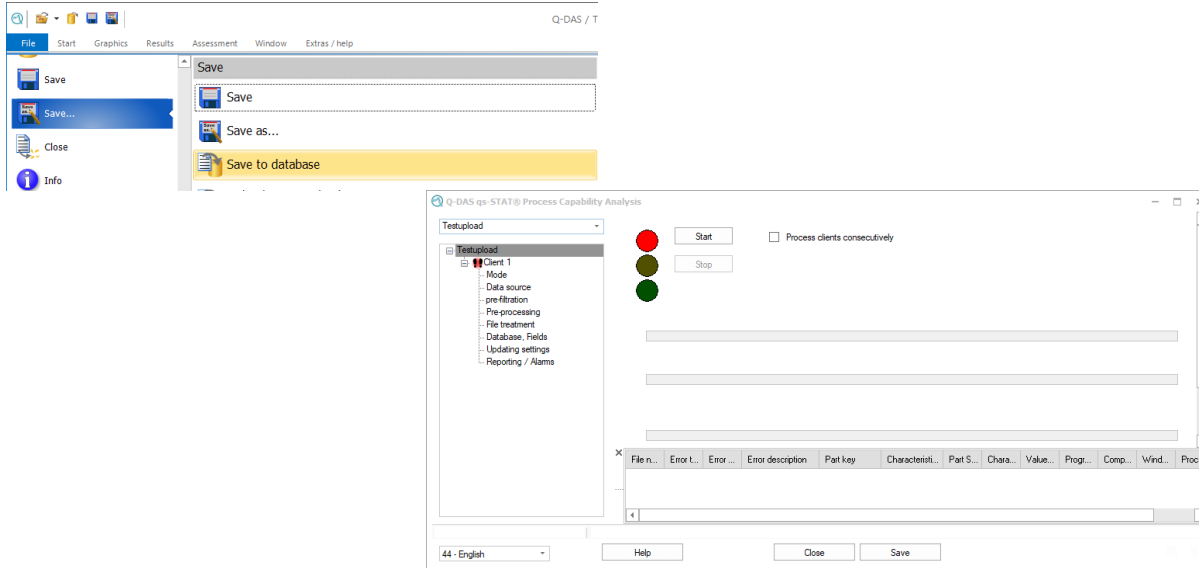 Q-DAS / T
File Start Graphics Results Assessment Window Extras / help
Save
Save...
Close
Info
Save
Save
Save as...
Save to database
Q-DAS qs-STAT® Process Capability Analysis
Testupload
Testupload
Client 1
Mode
Data source
pre-filtration
Pre-processing
File treatment
Database, Fields
Updating settings
Reporting / Alarms
Start
Process clients consecutively
Stop
File n... Error t... Error ... Error description Part key Characteristi... Part S... Chara... Value... Progr... Comp... Wind... Proc
44 - English
Help
Close
Save